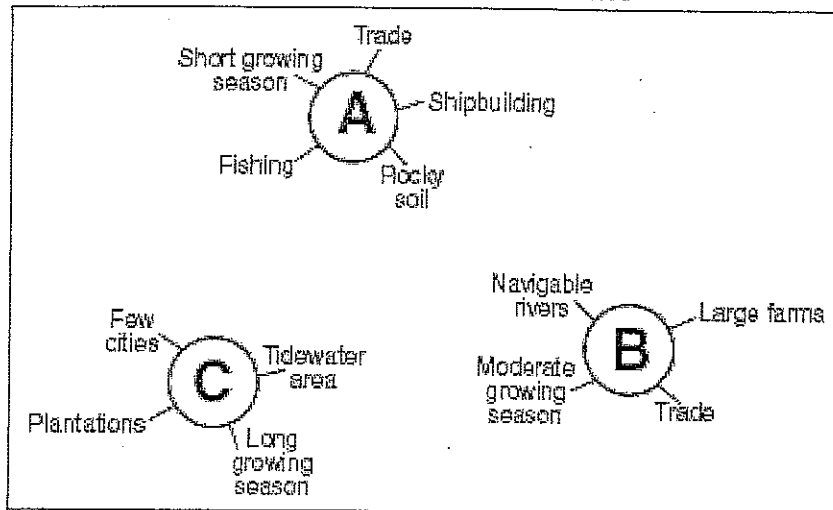 Trade
Short growing
season
A
Shipbuilding
Fishing
Rocky
soil
Navigable
rivers
Large farms
B
Moderate
growing
season
Trade
Few
cities
C
Tidewater
area
Plantations
Long
growing
season